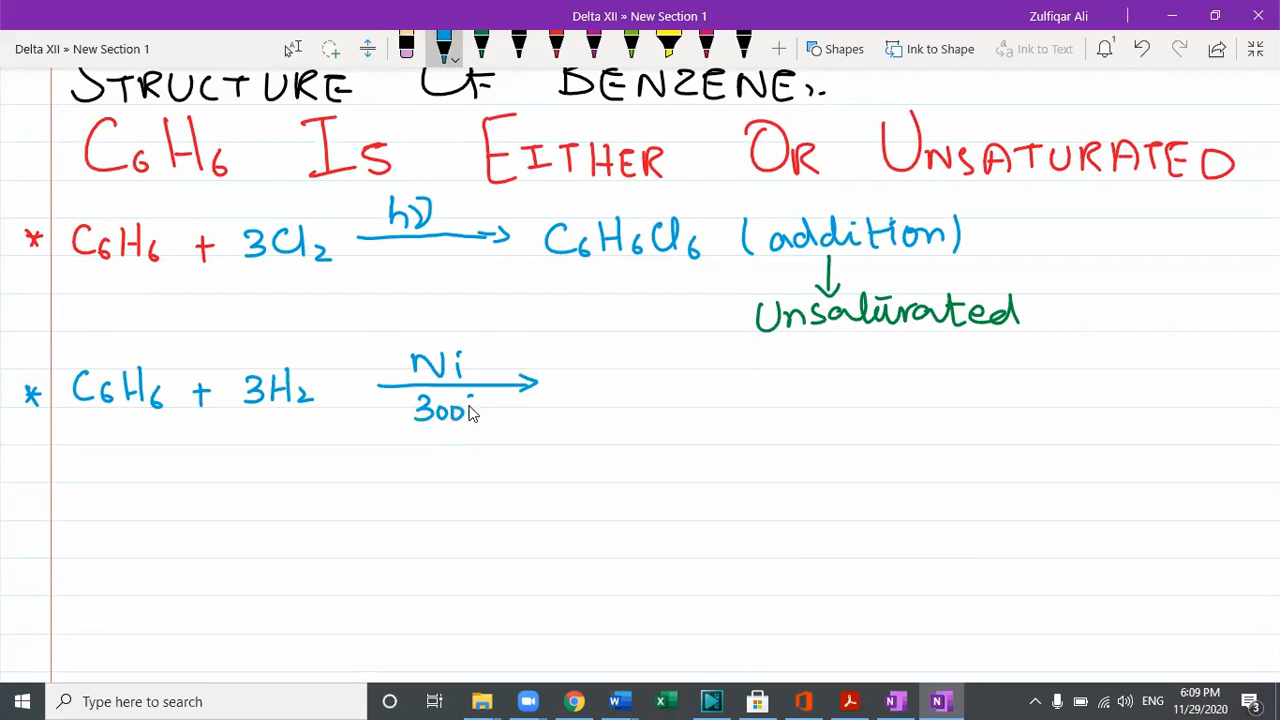 Delta XII » New Section 1
Zulfiqar Ali
Delta XII » New Section 1
Shapes
Ink to Shape
Ink to Text
STRUCTURE OF BENZENE:.
C6H6 IS EITHER OR UNSATURATED
* C6H6 + 3Cl2 hν → C6H6Cl6 (addition)
↓
Unsaturated
* C6H6 + 3H2 Ni →
300
Type here to search
ENG
6:09 PM
11/29/2020
3